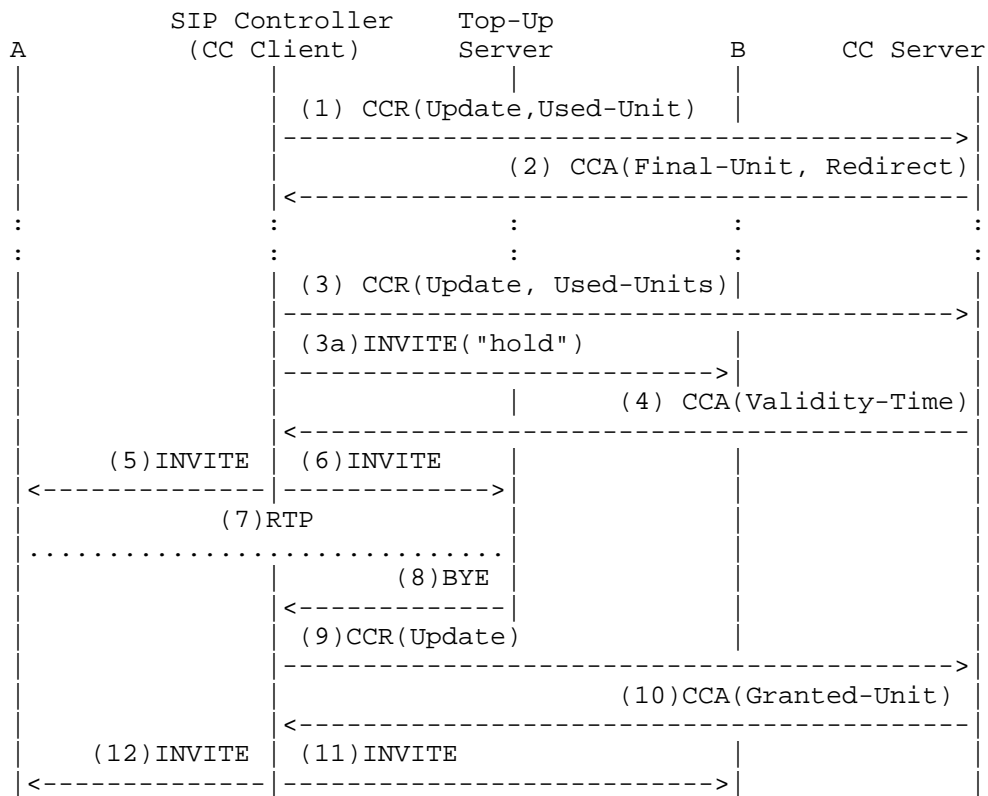 SIP Controller Top-Up
A (CC Client) Server B CC Server
(1) CCR(Update,Used-Unit)
(2) CCA(Final-Unit, Redirect)
: : : : :
: : : : :
(3) CCR(Update, Used-Units)
(3a)INVITE("hold")
(4) CCA(Validity-Time)
(5)INVITE (6)INVITE
(7)RTP
(8)BYE
(9)CCR(Update)
(10)CCA(Granted-Unit)
(12)INVITE (11)INVITE